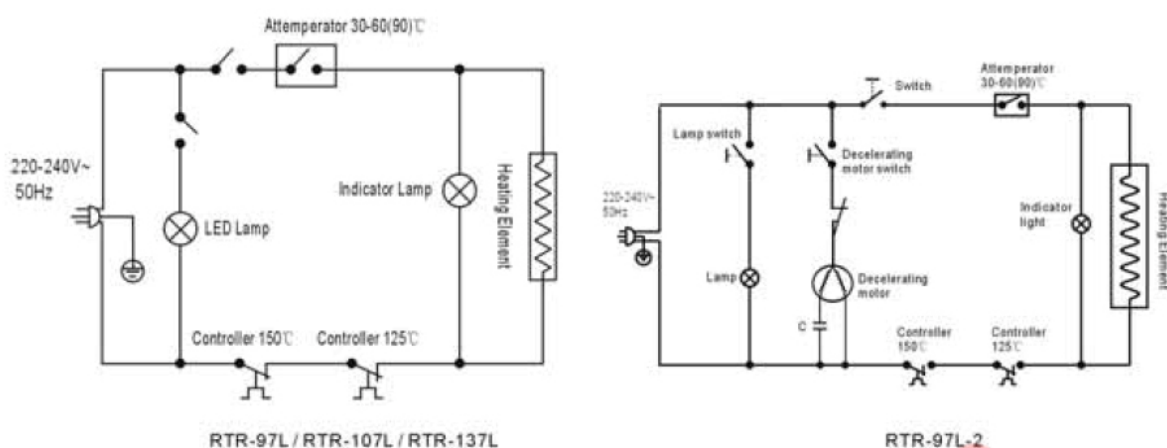 Attemperator 30-60(90)℃
220-240V~
50Hz
LED Lamp
Indicator Lamp
Heating Element
Controller 150℃
Controller 125℃
RTR-97L / RTR-107L / RTR-137L
Attemperator
30-60(90)℃
Switch
Lamp switch
Decelerating
motor switch
220-240V~
50Hz
Indicator
light
Heating Element
Lamp
Decelerating
motor
C
Controller
150℃
Controller
125℃
RTR-97L-2